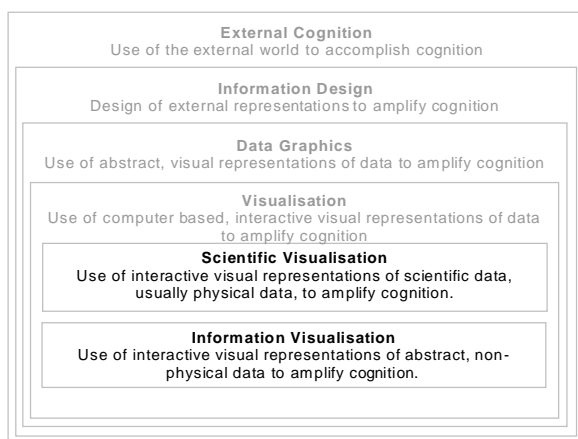 External Cognition
Use of the external world to accomplish cognition
Information Design
Design of external representations to amplify cognition
Data Graphics
Use of abstract, visual representations of data to amplify cognition
Visualisation
Use of computer based, interactive visual representations of data
to amplify cognition
Scientific Visualisation
Use of interactive visual representations of scientific data,
usually physical data, to amplify cognition.
Information Visualisation
Use of interactive visual representations of abstract, non-
physical data to amplify cognition.